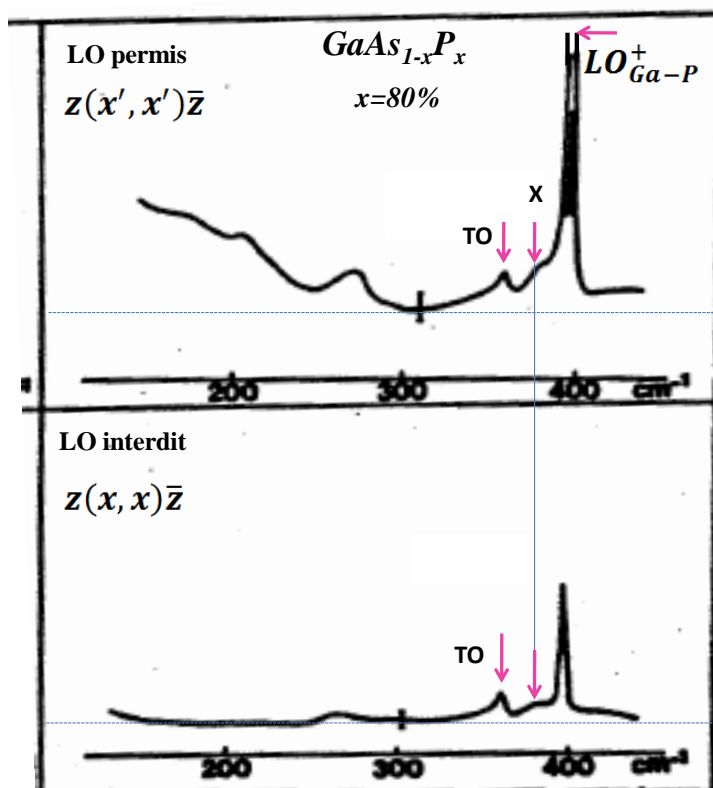 LO permis
GaAs₁₋ₓPₓ
z(x′, x′)z̅
x=80%
LO⁺Ga−P
X
TO
200 300 400 cm⁻¹
LO interdit
z(x, x)z̅
TO
200 300 400 cm⁻¹